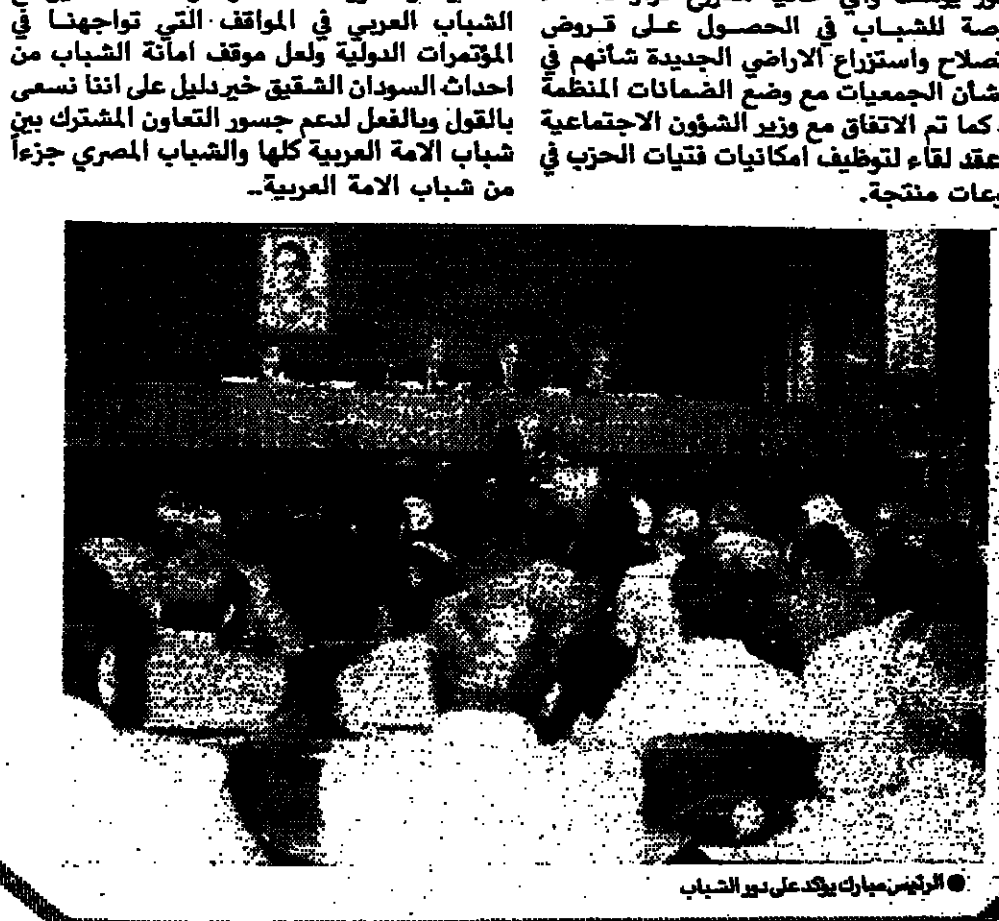 الشباب العربي في المواقف التي تواجهنا في
المؤتمرات الدولية ولعل موقف امانة الشباب من
احداث السودان الشقيق خير دليل على اننا نسعى
بالقول وبالفعل لدعم جسور التعاون المشترك بين
شباب الامة العربية كلها والشباب المصري جزءاً
من شباب الامة العربية..
رصة للشباب في الحصول على قروض
تصلاح واستزراع الاراضي الجديدة شأنهم في
شأن الجمعيات مع وضع الضمانات المنظمة
. كما تم الاتفاق مع وزير الشؤون الاجتماعية
عقد لقاء لتوظيف امكانيات فتيات الحزب في
وعات منتجة.
● الرئيس مبارك يؤكد على دور الشباب